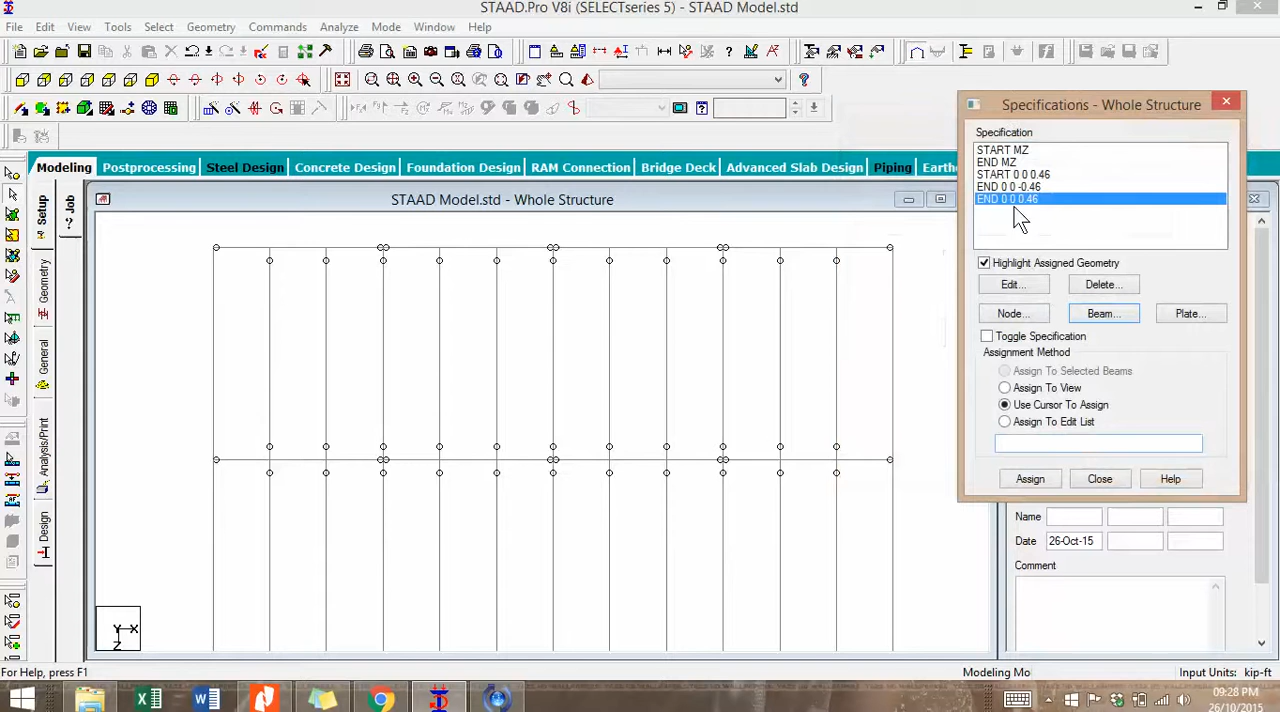 STAAD.Pro V8i (SELECTseries 5) - STAAD Model.std
File Edit View Tools Select Geometry Commands Analyze Mode Window Help
Modeling Postprocessing Steel Design Concrete Design Foundation Design RAM Connection Bridge Deck Advanced Slab Design Piping Earthq
STAAD Model.std - Whole Structure
Setup
Job
Geometry
General
Analysis/Print
Design
Y X
Z
Specifications - Whole Structure
Specification
START MZ
END MZ
START 0 0 0.46
END 0 0 -0.46
END 0 0 0.46
Highlight Assigned Geometry
Edit... Delete...
Node... Beam... Plate...
Toggle Specification
Assignment Method
Assign To Selected Beams
Assign To View
Use Cursor To Assign
Assign To Edit List
Assign Close Help
Name
Date 26-Oct-15
Comment
For Help, press F1
Modeling Mo
Input Units: kip-ft
09:28 PM
26/10/2015